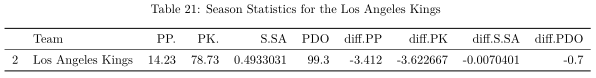 Table 21: Season Statistics for the Los Angeles Kings
Team PP. PK. S.SA PDO diff.PP diff.PK diff.S.SA diff.PDO
2 Los Angeles Kings 14.23 78.73 0.4933031 99.3 -3.412 -3.622667 -0.0070401 -0.7